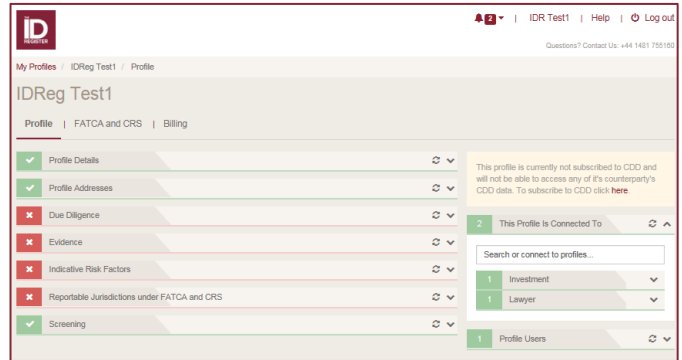 THE
ID
REGISTER
2 | IDR Test1 | Help | Log out
Questions? Contact Us: +44 1481 755160
My Profiles / IDReg Test1 / Profile
IDReg Test1
Profile | FATCA and CRS | Billing
Profile Details
Profile Addresses
Due Diligence
Evidence
Indicative Risk Factors
Reportable Jurisdictions under FATCA and CRS
Screening
This profile is currently not subscribed to CDD and
will not be able to access any of it's counterparty's
CDD data. To subscribe to CDD click here.
2 This Profile Is Connected To
Search or connect to profiles...
1 Investment
1 Lawyer
1 Profile Users